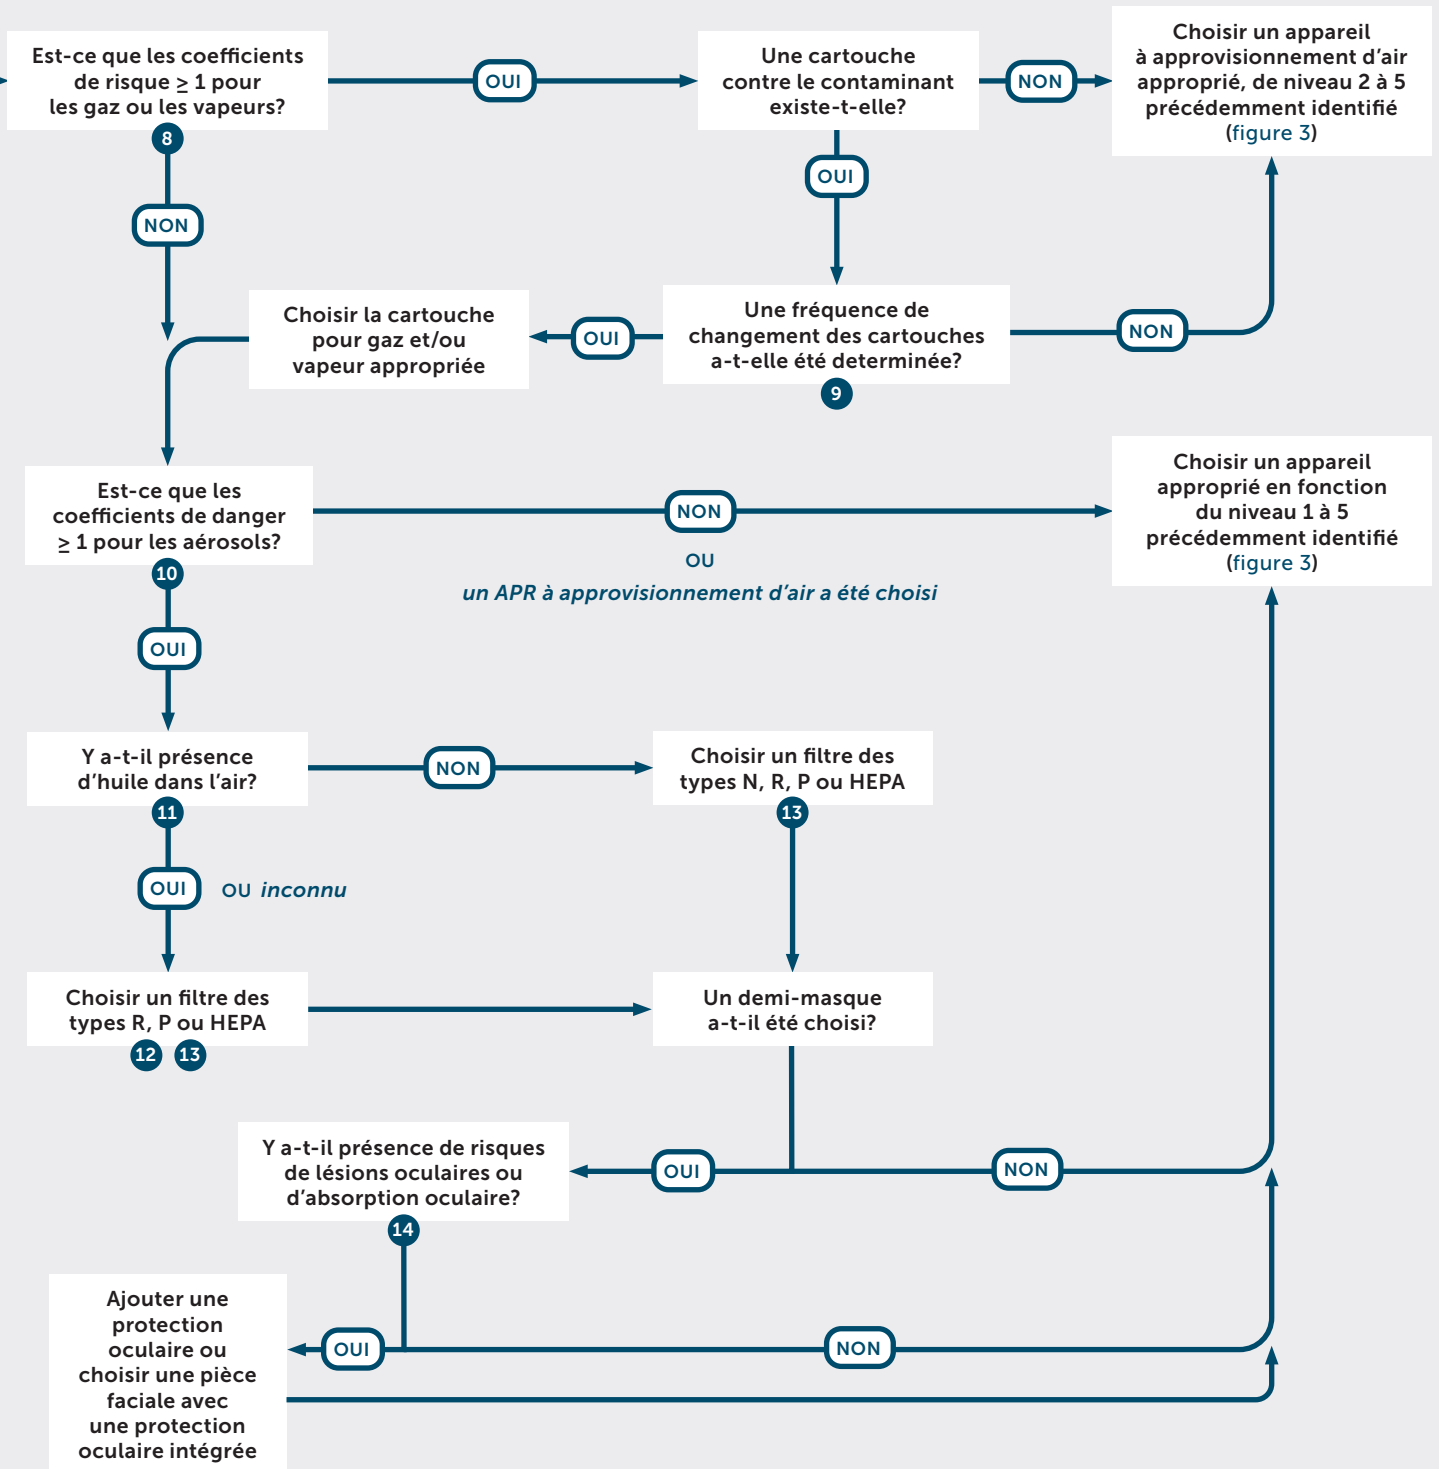 Est-ce que les coefficients
de risque ≥ 1 pour
les gaz ou les vapeurs?
8
OUI
Une cartouche
contre le contaminant
existe-t-elle?
NON
Choisir un appareil
à approvisionnement d'air
approprié, de niveau 2 à 5
précédemment identifié
(figure 3)
OUI
NON
Choisir la cartouche
pour gaz et/ou
vapeur appropriée
OUI
Une fréquence de
changement des cartouches
a-t-elle été determinée?
9
NON
Est-ce que les
coefficients de danger
≥ 1 pour les aérosols?
10
NON
OU
un APR à approvisionnement d'air a été choisi
Choisir un appareil
approprié en fonction
du niveau 1 à 5
précédemment identifié
(figure 3)
OUI
Y a-t-il présence
d'huile dans l'air?
11
NON
Choisir un filtre des
types N, R, P ou HEPA
13
OUI
OU inconnu
Choisir un filtre des
types R, P ou HEPA
12 13
Un demi-masque
a-t-il été choisi?
Y a-t-il présence de risques
de lésions oculaires ou
d'absorption oculaire?
14
OUI
NON
Ajouter une
protection
oculaire ou
choisir une pièce
faciale avec
une protection
oculaire intégrée
OUI
NON